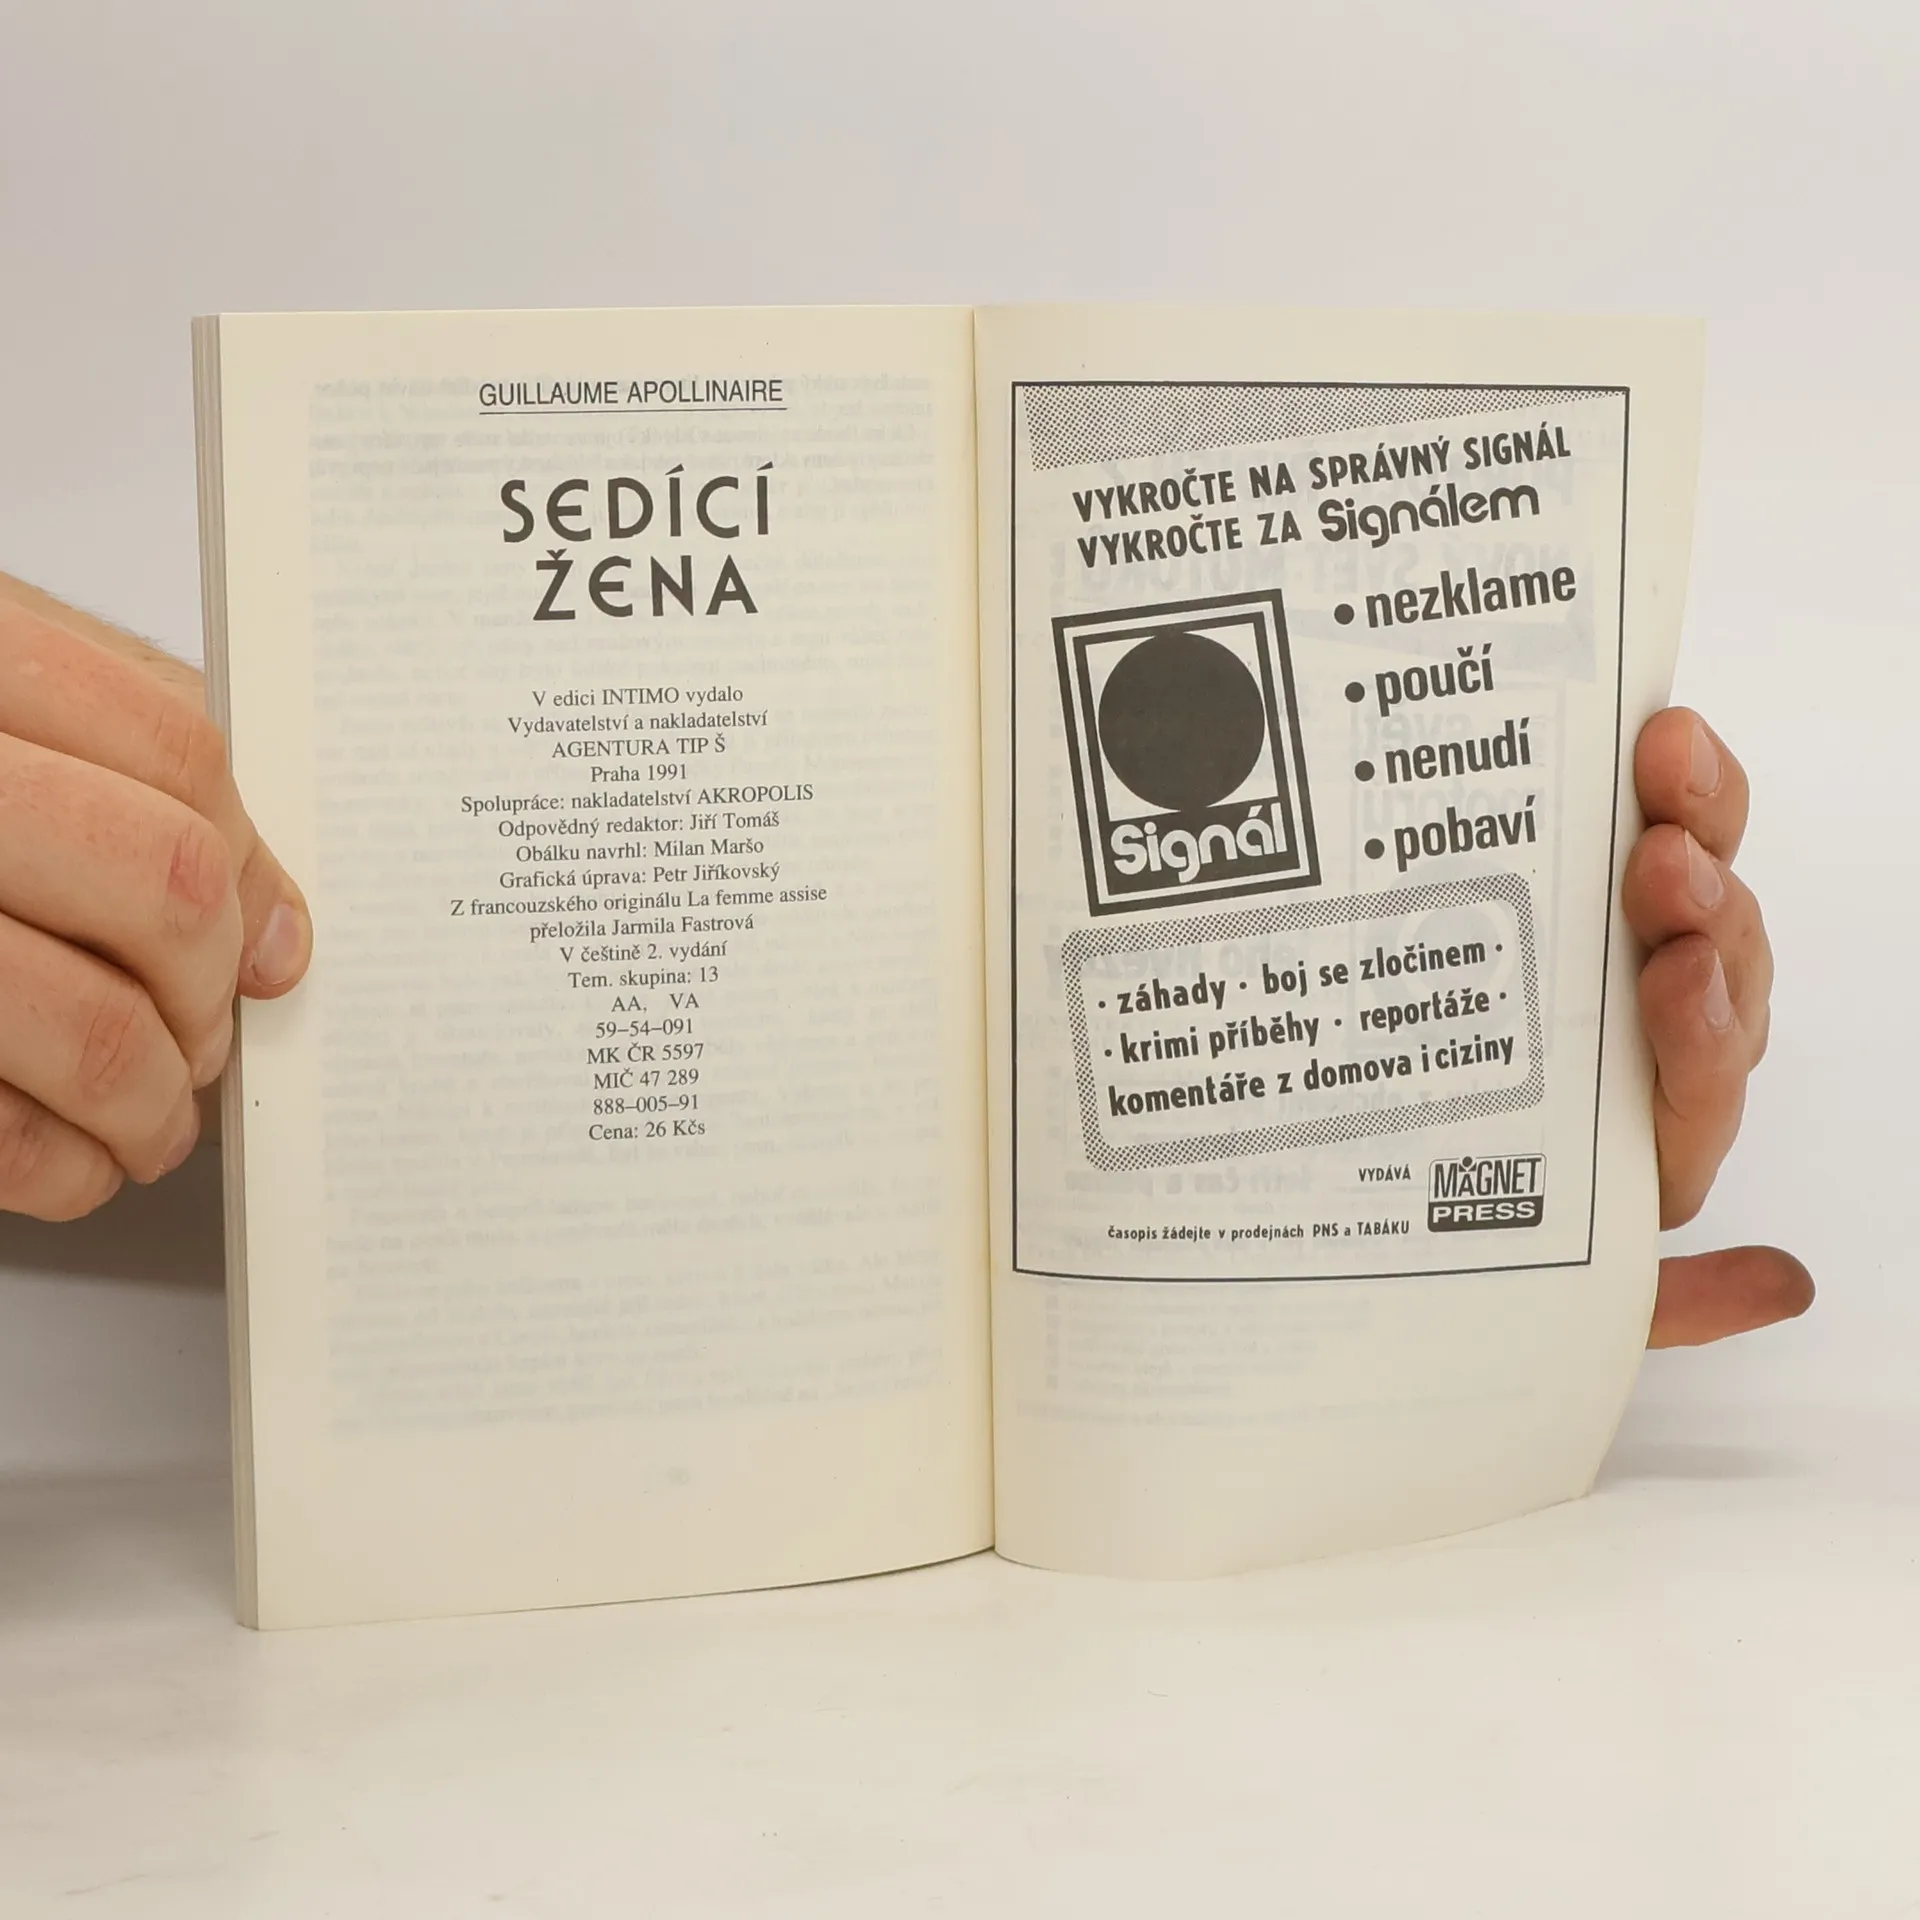 GUILLAUME APOLLINAIRE
SEDÍCÍ
ŽENA
V edici INTIMO vydalo
Vydavatelství a nakladatelství
AGENTURA TIP Š
Praha 1991
Spolupráce: nakladatelství AKROPOLIS
Odpovědný redaktor: Jiří Tomáš
Obálku navrhl: Milan Maršo
Grafická úprava: Petr Jiříkovský
Z francouzského originálu La femme assise
přeložila Jarmila Fastrová
V češtině 2. vydání
Tem. skupina: 13
AA, VA
59–54–091
MK ČR 5597
MIČ 47 289
888–005–91
Cena: 26 Kčs
VYKROČTE NA SPRÁVNÝ SIGNÁL
VYKROČTE ZA Signálem
• nezklame
• poučí
• nenudí
• pobaví
Signál
· záhady · boj se zločinem ·
· krimi příběhy · reportáže ·
komentáře z domova i ciziny
VYDÁVÁ
MAGNET
PRESS
časopis žádejte v prodejnách PNS a TABÁKU